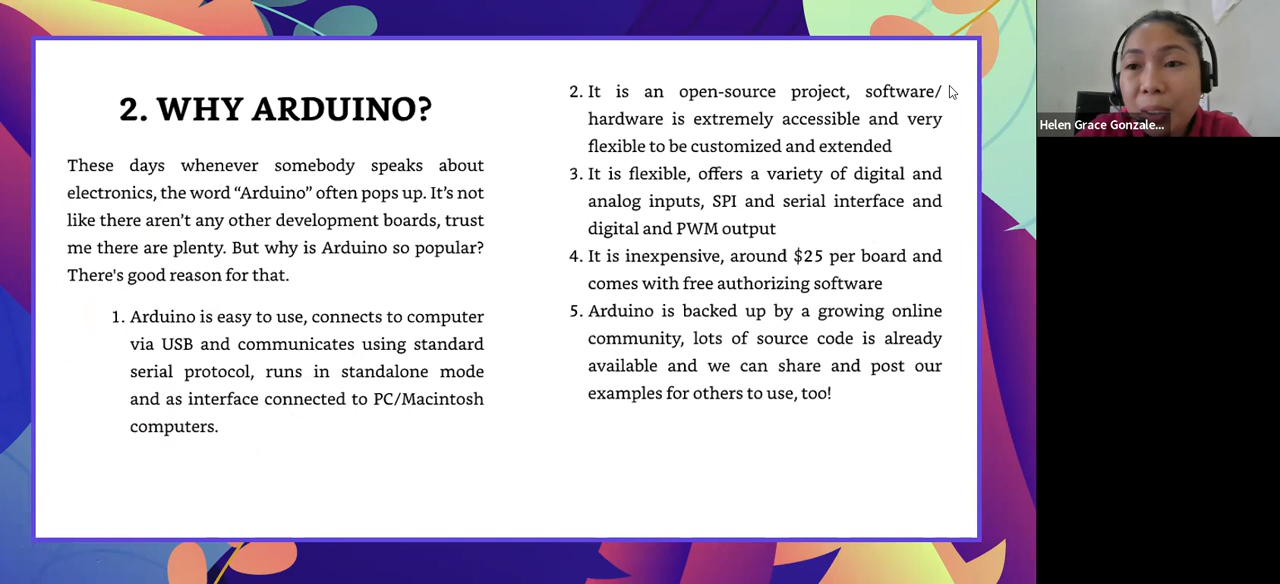 2. WHY ARDUINO?
These days whenever somebody speaks about
electronics, the word “Arduino” often pops up. It’s not
like there aren’t any other development boards, trust
me there are plenty. But why is Arduino so popular?
There's good reason for that.
1. Arduino is easy to use, connects to computer
via USB and communicates using standard
serial protocol, runs in standalone mode
and as interface connected to PC/Macintosh
computers.
2. It is an open-source project, software/
hardware is extremely accessible and very
flexible to be customized and extended
3. It is flexible, offers a variety of digital and
analog inputs, SPI and serial interface and
digital and PWM output
4. It is inexpensive, around $25 per board and
comes with free authorizing software
5. Arduino is backed up by a growing online
community, lots of source code is already
available and we can share and post our
examples for others to use, too!
Helen Grace Gonzale...